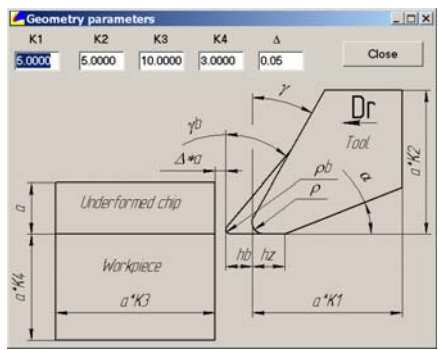 Geometry parameters
K1 K2 K3 K4 Δ
5.0000 5.0000 10.0000 3.0000 0.05
Close
γ
Dr
γb
Tool
Δ*a
a*K2
ρb
α
ρ
a
Underformed chip
hb hz
Workpiece
a*K4
a*K3
a*K1